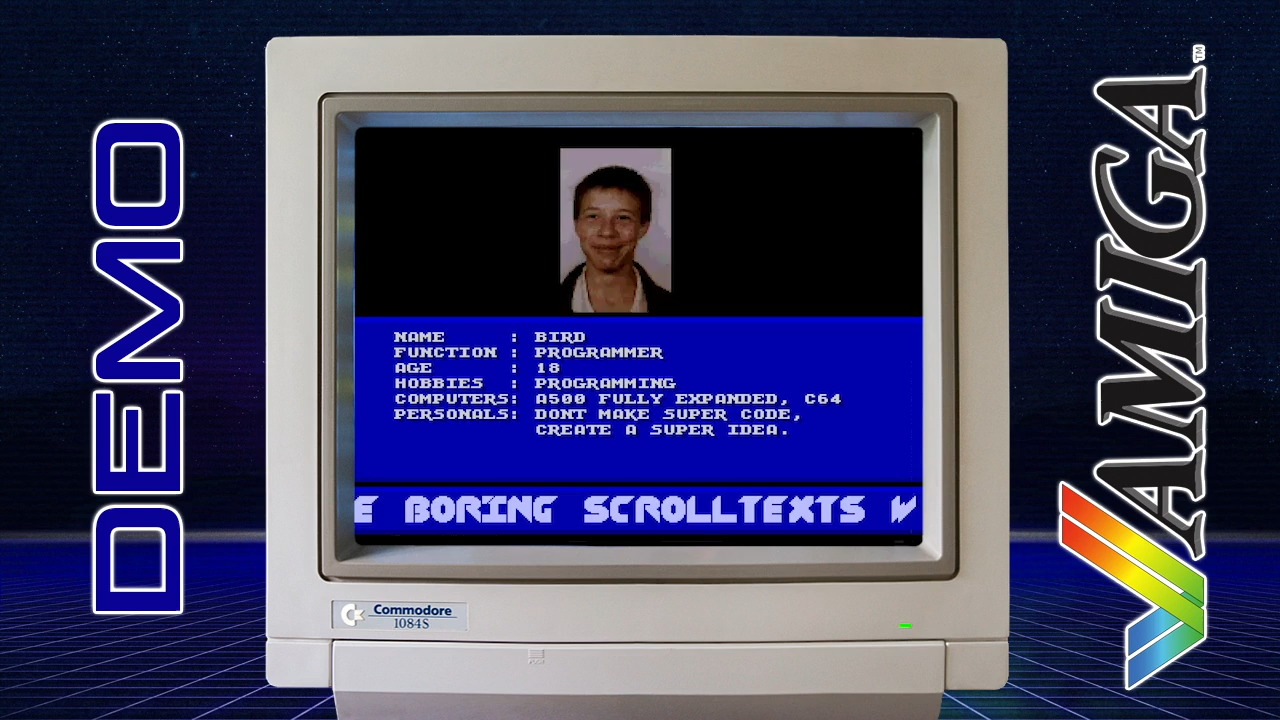 DEMO
NAME : BIRD
FUNCTION : PROGRAMMER
AGE : 18
HOBBIES : PROGRAMMING
COMPUTERS: A500 FULLY EXPANDED, C64
PERSONALS: DONT MAKE SUPER CODE,
CREATE A SUPER IDEA.
E BORING SCROLLTEXTS W
Commodore
1084S
AMIGA™